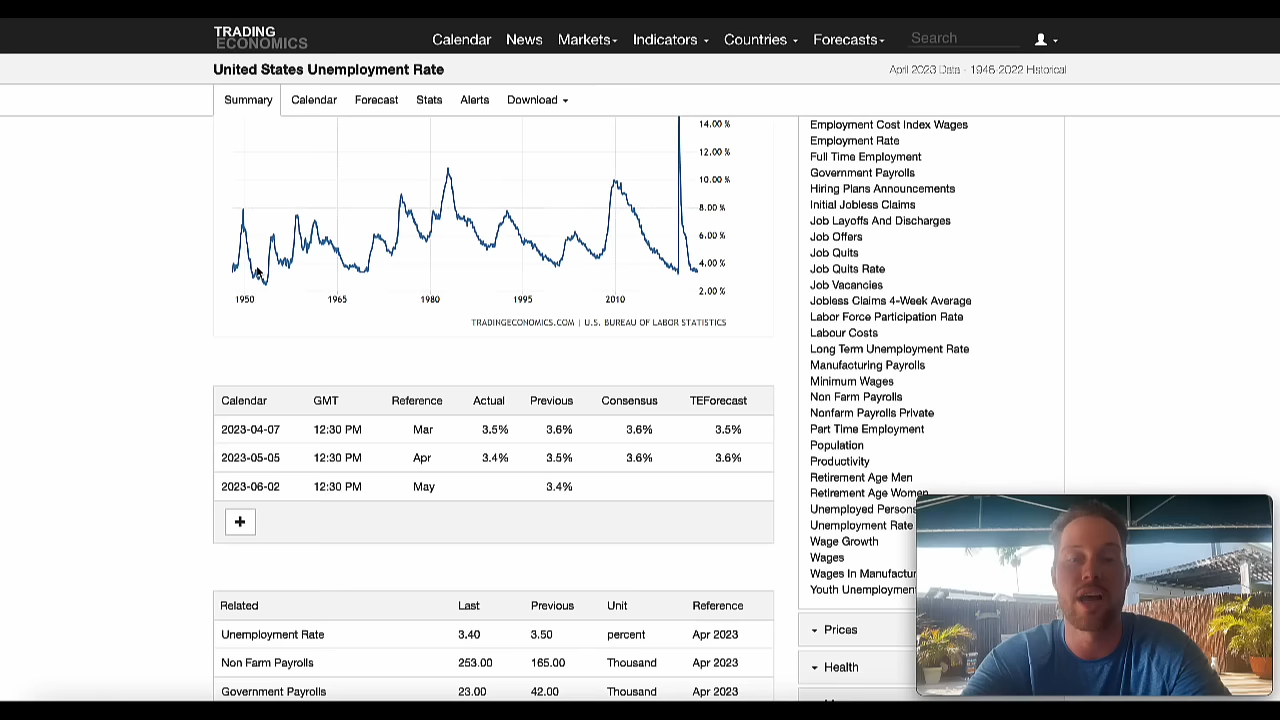 TRADING
ECONOMICS
Calendar News Markets Indicators Countries Forecasts Search
United States Unemployment Rate
April 2023 Data - 1948-2022 Historical
Summary Calendar Forecast Stats Alerts Download
14.00 %
12.00 %
10.00 %
8.00 %
6.00 %
4.00 %
2.00 %
1950 1965 1980 1995 2010
TRADINGECONOMICS.COM | U.S. BUREAU OF LABOR STATISTICS
Calendar GMT Reference Actual Previous Consensus TEForecast
2023-04-07 12:30 PM Mar 3.5% 3.6% 3.6% 3.5%
2023-05-05 12:30 PM Apr 3.4% 3.5% 3.6% 3.6%
2023-06-02 12:30 PM May 3.4%
+
Related Last Previous Unit Reference
Unemployment Rate 3.40 3.50 percent Apr 2023
Non Farm Payrolls 253.00 165.00 Thousand Apr 2023
Government Payrolls 23.00 42.00 Thousand Apr 2023
Employment Cost Index Wages
Employment Rate
Full Time Employment
Government Payrolls
Hiring Plans Announcements
Initial Jobless Claims
Job Layoffs And Discharges
Job Offers
Job Quits
Job Quits Rate
Job Vacancies
Jobless Claims 4-Week Average
Labor Force Participation Rate
Labour Costs
Long Term Unemployment Rate
Manufacturing Payrolls
Minimum Wages
Non Farm Payrolls
Nonfarm Payrolls Private
Part Time Employment
Population
Productivity
Retirement Age Men
Retirement Age Women
Unemployed Persons
Unemployment Rate
Wage Growth
Wages
Wages In Manufactur
Youth Unemploymen
Prices
Health